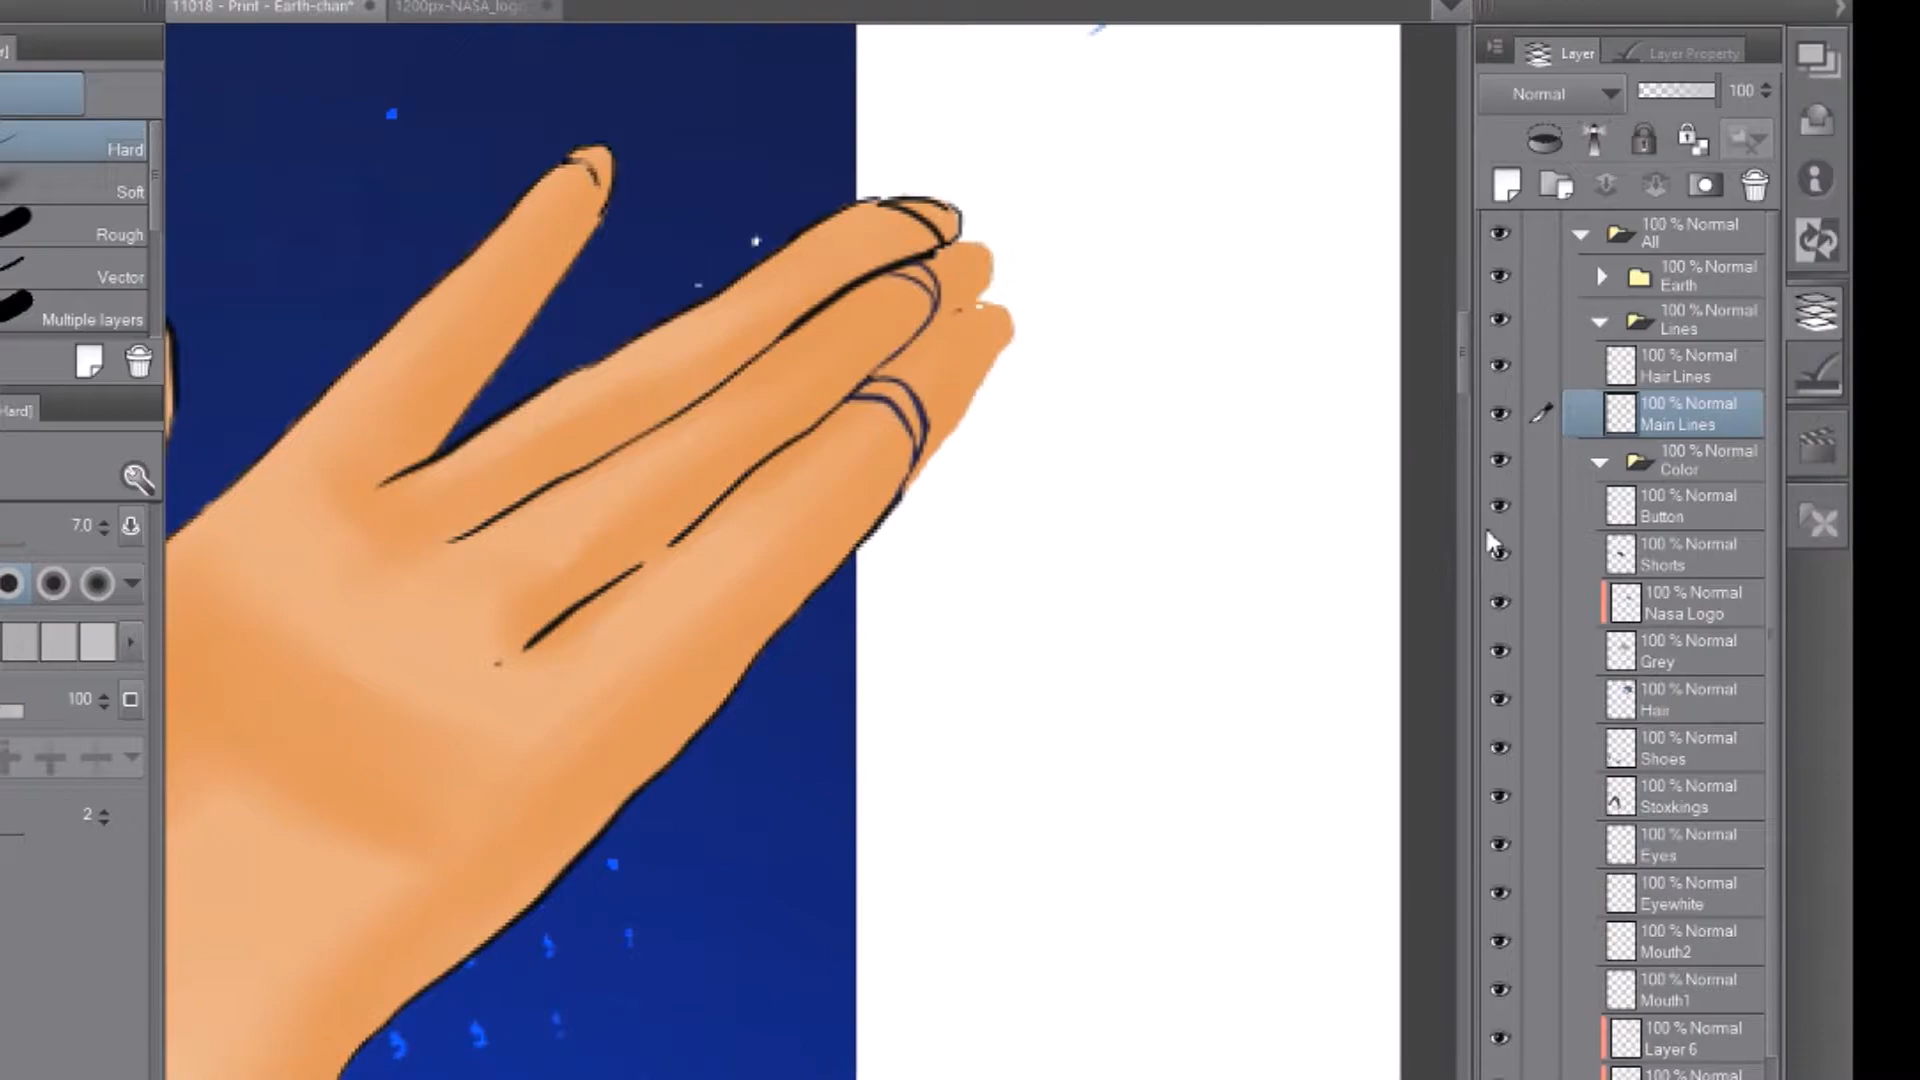 11018 - Print - Earth-chan*
1200px-NASA_logo
Hard
Soft
Rough
Vector
Multiple layers
Hard]
7.0
100
2
Layer
Layer Property
Normal
100
100 % Normal
All
100 % Normal
Earth
100 % Normal
Lines
100 % Normal
Hair Lines
100 % Normal
Main Lines
100 % Normal
Color
100 % Normal
Button
100 % Normal
Shorts
100 % Normal
Nasa Logo
100 % Normal
Grey
100 % Normal
Hair
100 % Normal
Shoes
100 % Normal
Stoxkings
100 % Normal
Eyes
100 % Normal
Eyewhite
100 % Normal
Mouth2
100 % Normal
Mouth1
100 % Normal
Layer 6
100 % Normal